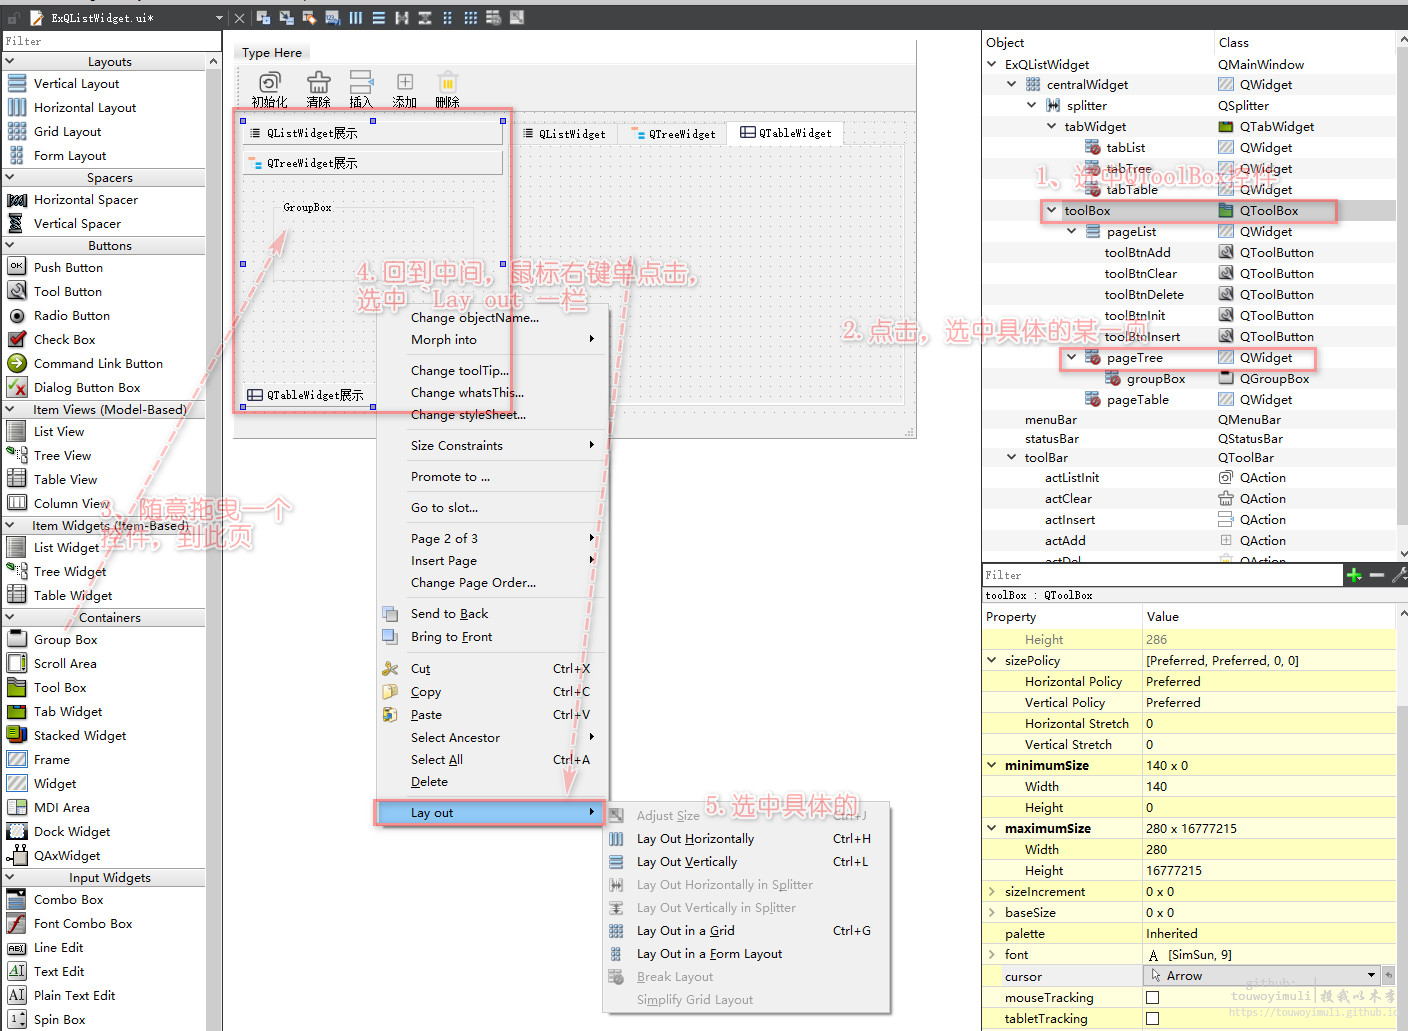 ExQListWidget.ui*
Filter
Layouts
Vertical Layout
Horizontal Layout
Grid Layout
Form Layout
Spacers
Horizontal Spacer
Vertical Spacer
Buttons
Push Button
Tool Button
Radio Button
Check Box
Command Link Button
Dialog Button Box
Item Views (Model-Based)
List View
Tree View
Table View
Column View
Item Widgets (Item-Based)
List Widget
Tree Widget
Table Widget
Containers
Group Box
Scroll Area
Tool Box
Tab Widget
Stacked Widget
Frame
Widget
MDI Area
Dock Widget
QAxWidget
Input Widgets
Combo Box
Font Combo Box
Line Edit
Text Edit
Plain Text Edit
Spin Box
3、随意拖曳一个
控件，到此页
Type Here
初始化 清除 插入 添加 删除
QListWidget展示
QTreeWidget展示
GroupBox
QTableWidget展示
QListWidget QTreeWidget QTableWidget
4. 回到中间，鼠标右键单点击，
选中 `Lay out` 一栏
Change objectName...
Morph into
Change toolTip...
Change whatsThis...
Change styleSheet...
Size Constraints
Promote to ...
Go to slot...
Page 2 of 3
Insert Page
Change Page Order...
Send to Back
Bring to Front
Cut Ctrl+X
Copy Ctrl+C
Paste Ctrl+V
Select Ancestor
Select All Ctrl+A
Delete
Lay out
5. 选中具体的
Adjust Size Ctrl+J
Lay Out Horizontally Ctrl+H
Lay Out Vertically Ctrl+L
Lay Out Horizontally in Splitter
Lay Out Vertically in Splitter
Lay Out in a Grid Ctrl+G
Lay Out in a Form Layout
Break Layout
Simplify Grid Layout
Object Class
ExQListWidget QMainWindow
centralWidget QWidget
splitter QSplitter
tabWidget QTabWidget
tabList QWidget
tabTree QWidget
1、选中QToolBox控件
tabTable QWidget
toolBox QToolBox
pageList QWidget
toolBtnAdd QToolButton
toolBtnClear QToolButton
toolBtnDelete QToolButton
toolBtnInit QToolButton
2. 点击，选中具体的某一页
toolBtnInsert QToolButton
pageTree QWidget
groupBox QGroupBox
pageTable QWidget
menuBar QMenuBar
statusBar QStatusBar
toolBar QToolBar
actListInit QAction
actClear QAction
actInsert QAction
actAdd QAction
actDel QAction
Filter
toolBox : QToolBox
Property Value
Height 286
sizePolicy [Preferred, Preferred, 0, 0]
Horizontal Policy Preferred
Vertical Policy Preferred
Horizontal Stretch 0
Vertical Stretch 0
minimumSize 140 x 0
Width 140
Height 0
maximumSize 280 x 16777215
Width 280
Height 16777215
sizeIncrement 0 x 0
baseSize 0 x 0
palette Inherited
font A [SimSun, 9]
cursor Arrow
mouseTracking
tabletTracking
github:
touwoyimuli|投我以木李
https://touwoyimuli.github.io